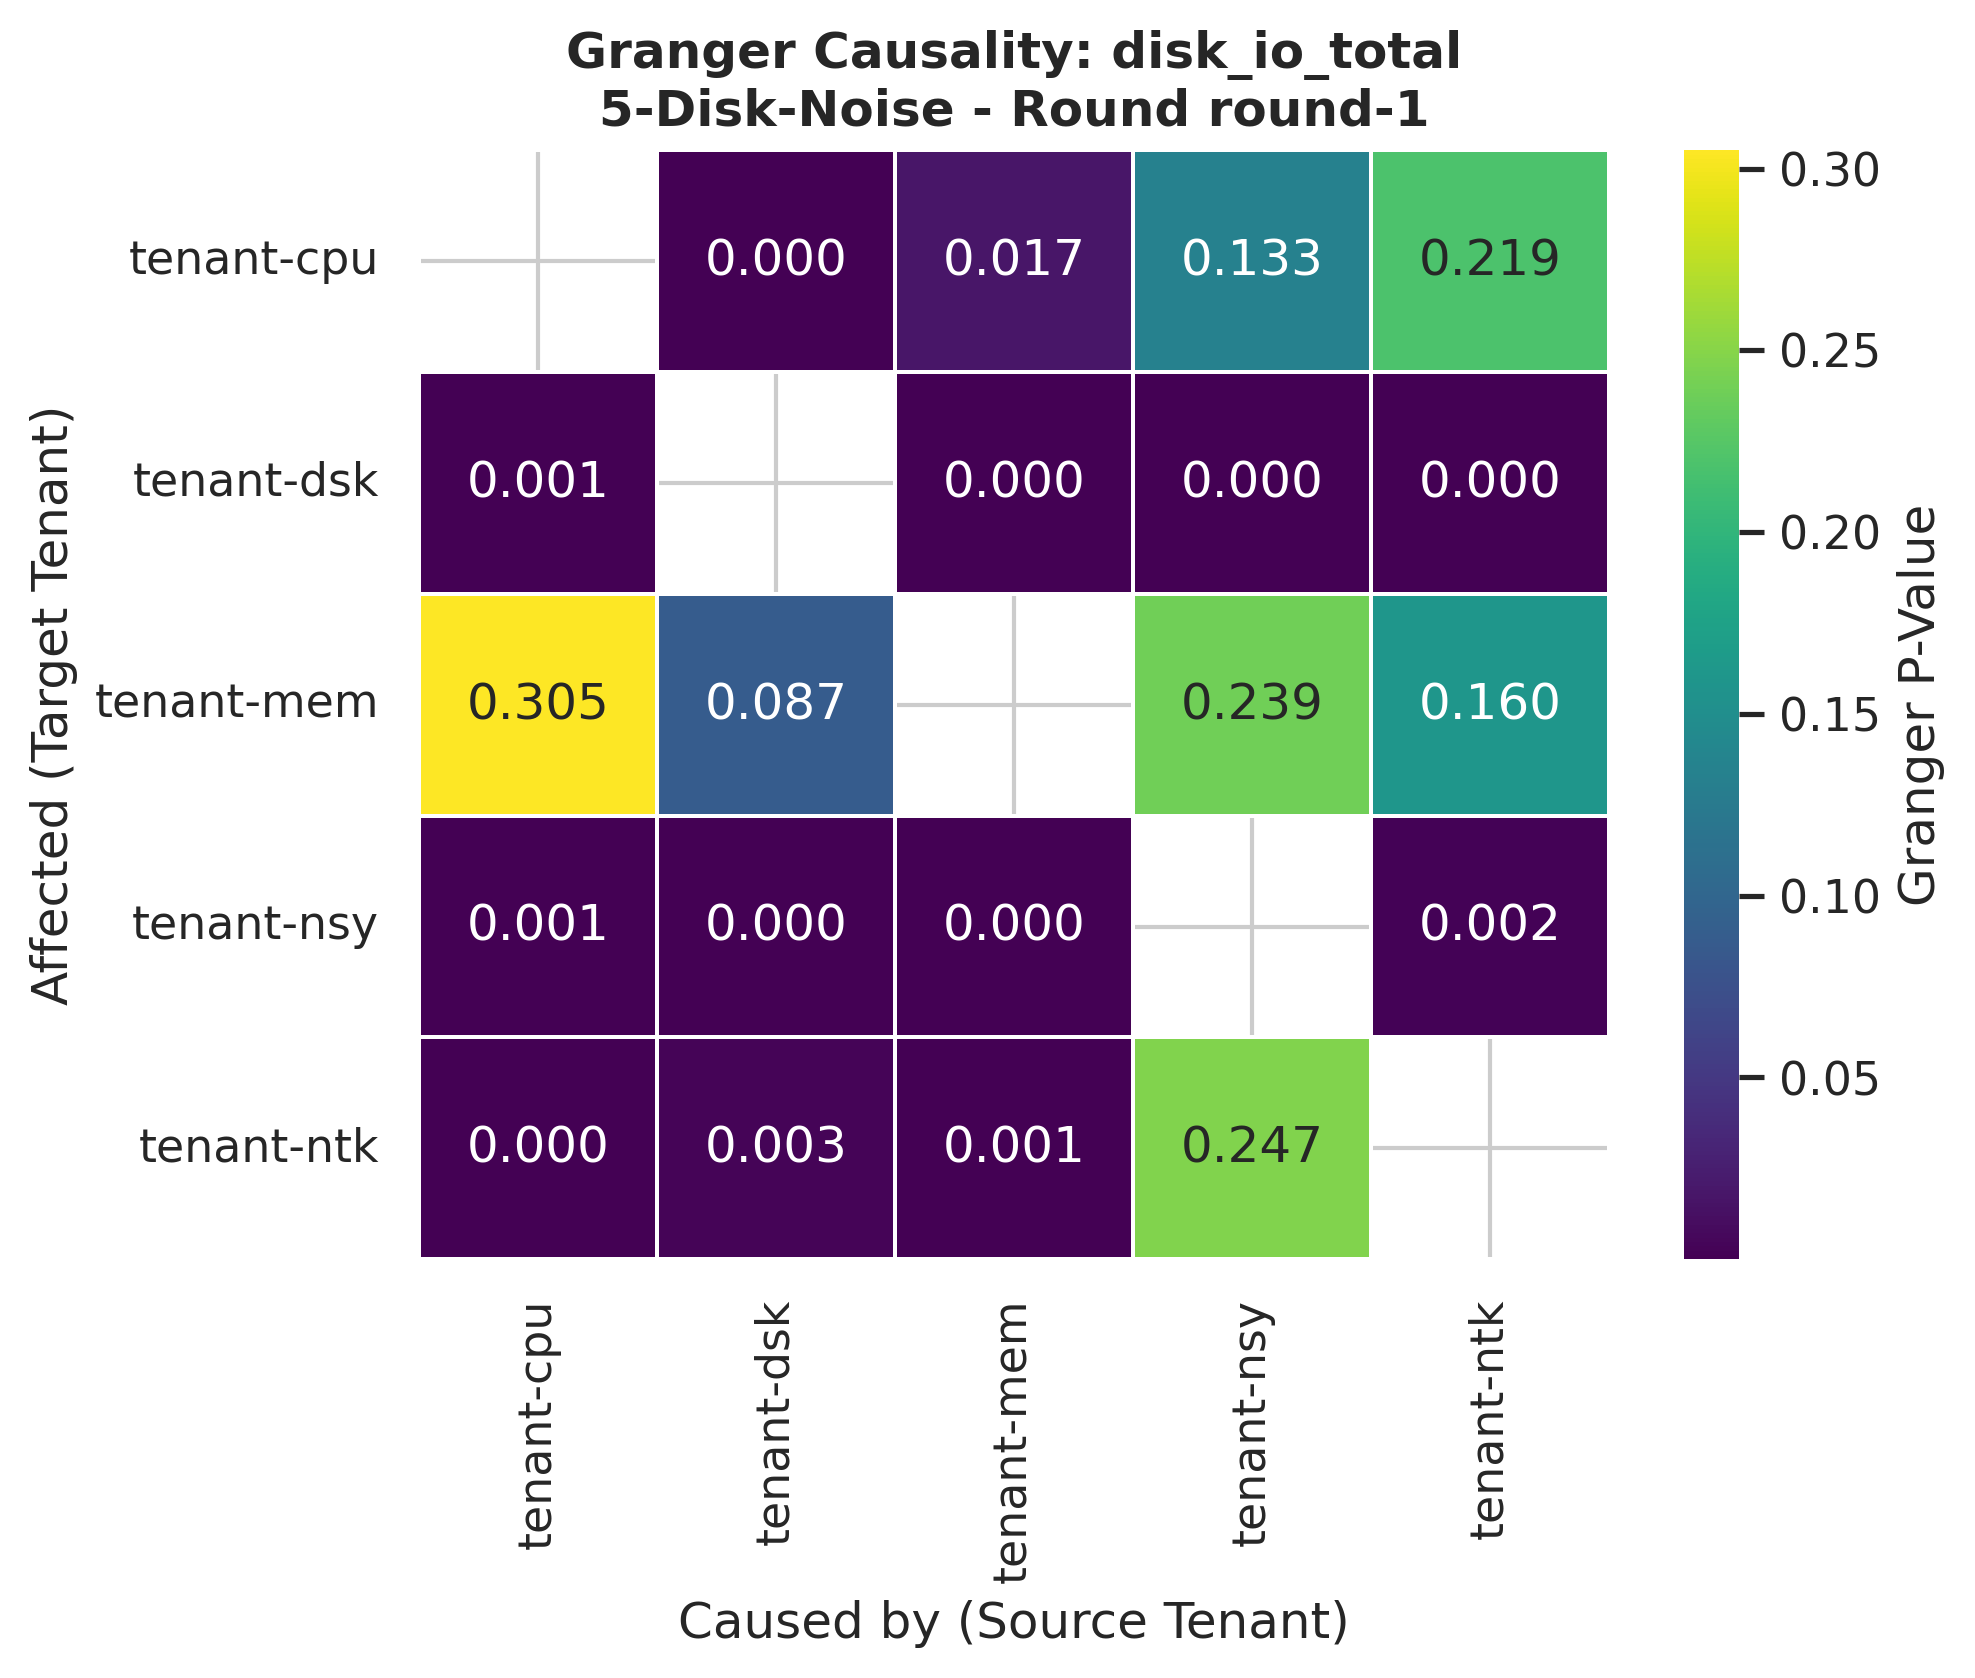 Granger Causality: disk_io_total
5-Disk-Noise - Round round-1
Affected (Target Tenant)
tenant-cpu
0.000
0.017
0.133
0.219
tenant-dsk
0.001
0.000
0.000
0.000
tenant-mem
0.305
0.087
0.239
0.160
tenant-nsy
0.001
0.000
0.000
0.002
tenant-ntk
0.000
0.003
0.001
0.247
tenant-cpu
tenant-dsk
tenant-mem
tenant-nsy
tenant-ntk
Caused by (Source Tenant)
0.30
0.25
0.20
0.15
0.10
0.05
Granger P-Value